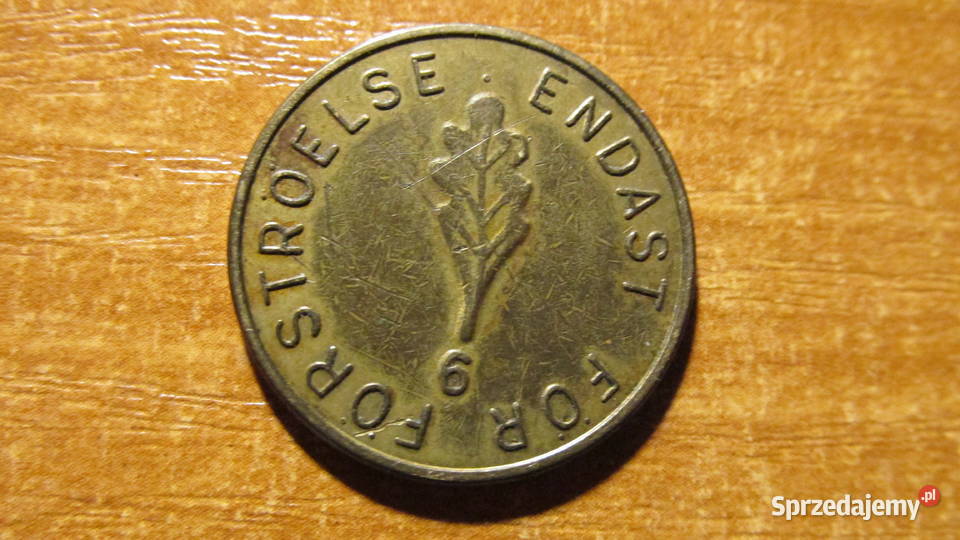 ENDAST FÖR FÖRSTRÖELSE
6
Sprzedajemy.pl